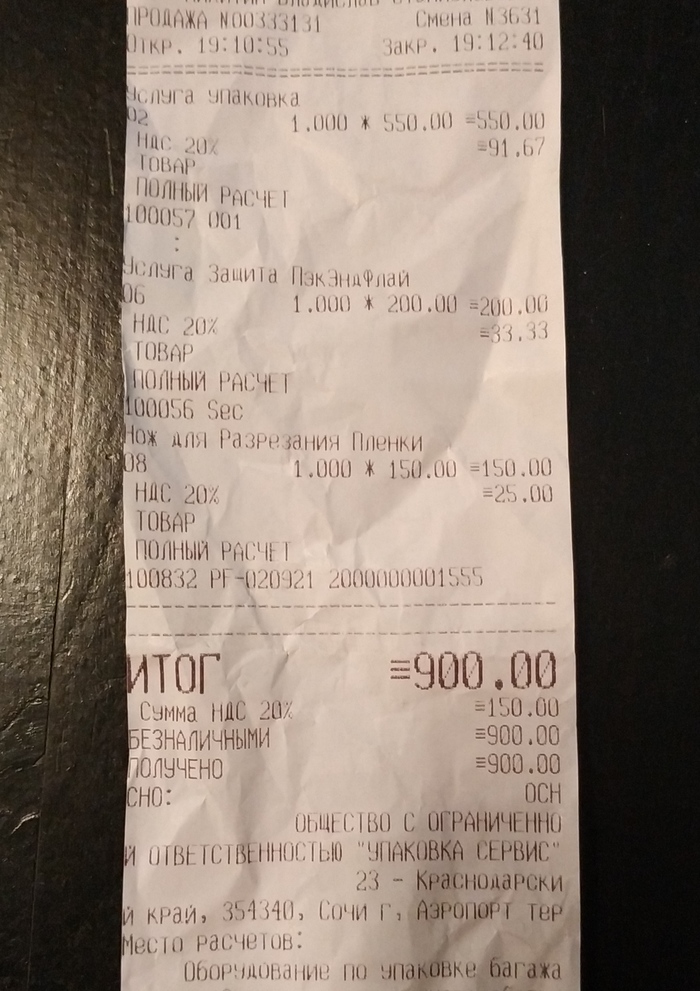 ПРОДАЖА N00333131 Смена N3631
Откр. 19:10:55 Закр. 19:12:40
Услуга упаковка
02 1.000 * 550.00 =550.00
НДС 20% =91.67
ТОВАР
ПОЛНЫЙ РАСЧЕТ
100057 001
:
Услуга Защита ПэкЭндФлай
06 1.000 * 200.00 =200.00
НДС 20% =33.33
ТОВАР
ПОЛНЫЙ РАСЧЕТ
100056 Sec
Нож для Разрезания Пленки
08 1.000 * 150.00 =150.00
НДС 20% =25.00
ТОВАР
ПОЛНЫЙ РАСЧЕТ
100832 PF-020921 2000000001555
ИТОГ =900.00
Сумма НДС 20% =150.00
БЕЗНАЛИЧНЫМИ =900.00
ПОЛУЧЕНО =900.00
СНО: ОСН
ОБЩЕСТВО С ОГРАНИЧЕННО
Й ОТВЕТСТВЕННОСТЬЮ "УПАКОВКА СЕРВИС"
23 - Краснодарски
й край, 354340, Сочи г, Аэропорт тер
Место расчетов:
Оборудование по упаковке багажа